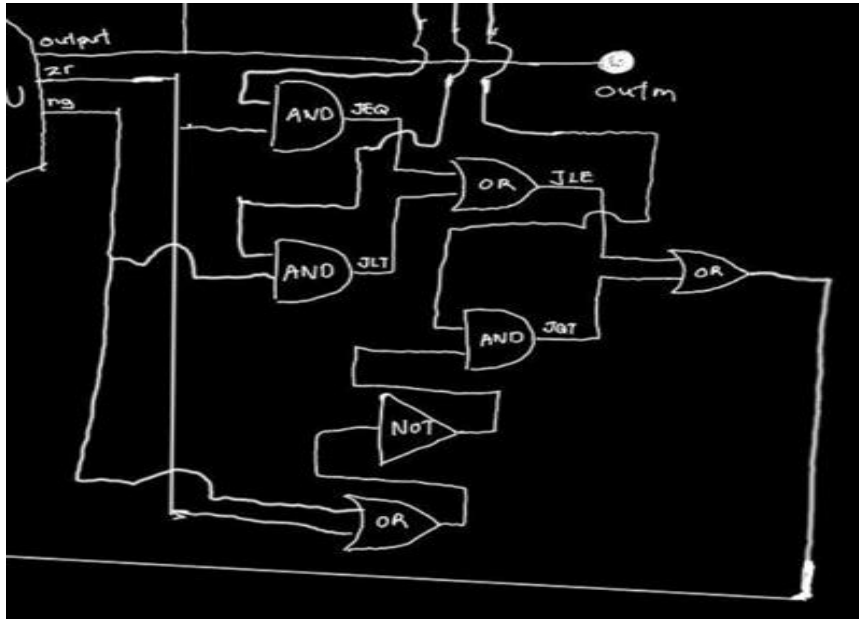 output
zr
ng
outm
AND
JEQ
OR
JLE
AND
JLT
OR
AND
JGT
NOT
OR